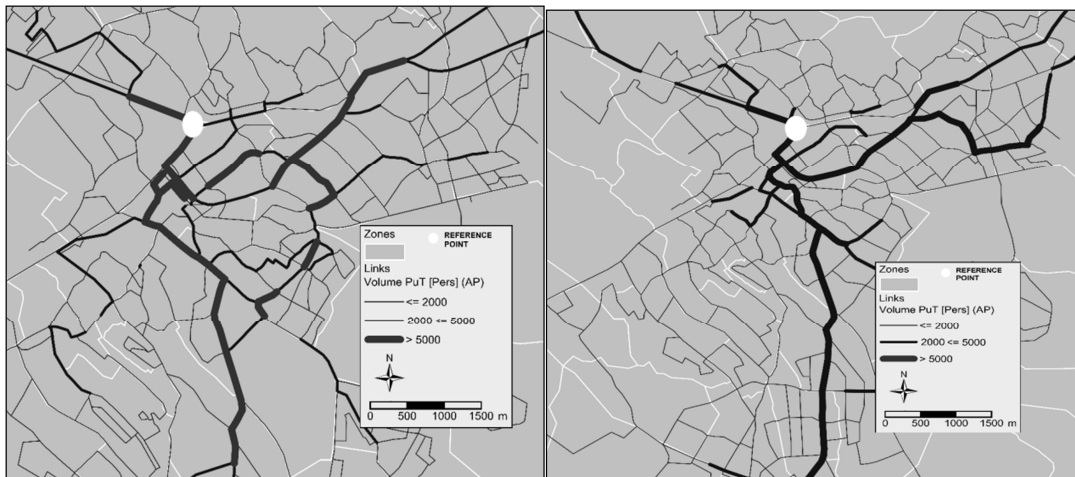 Zones
REFERENCE
POINT
Links
Volume PuT [Pers] (AP)
<= 2000
2000 <= 5000
> 5000
N
0 500 1000 1500 m
Zones
REFERENCE
POINT
Links
Volume PuT [Pers] (AP)
<= 2000
2000 <= 5000
> 5000
N
0 500 1000 1500 m